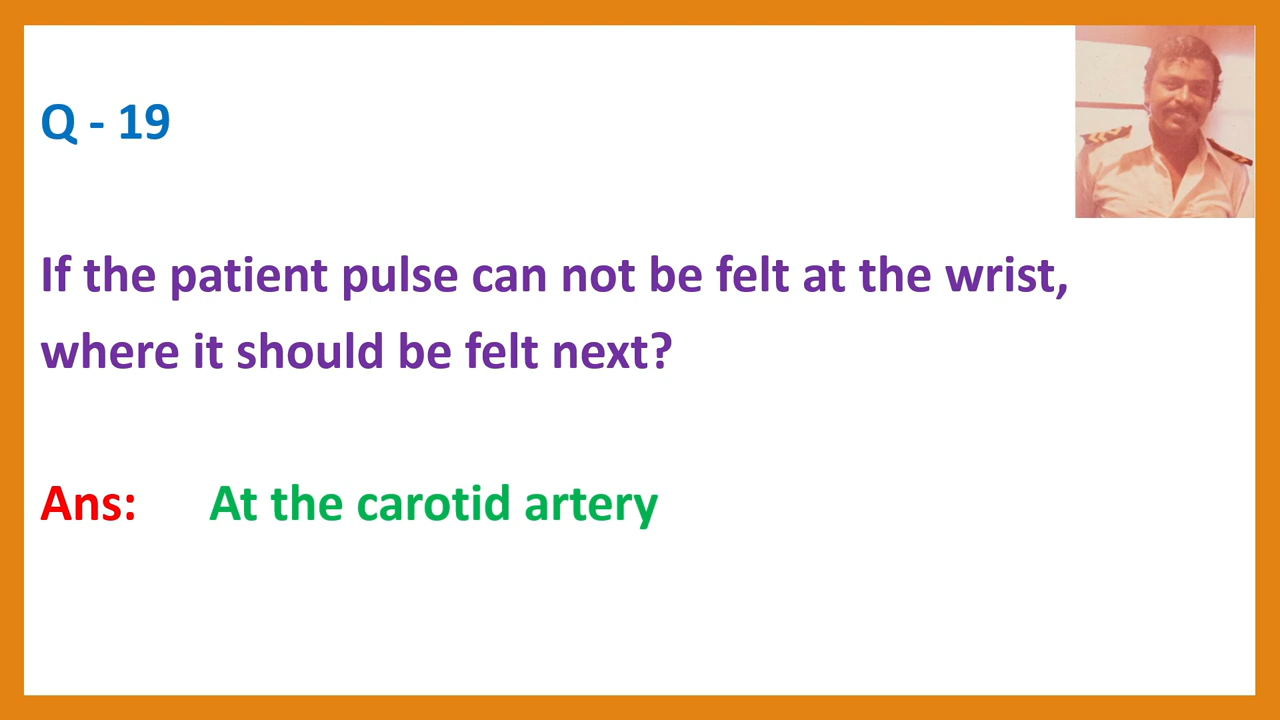 Q - 19
If the patient pulse can not be felt at the wrist,
where it should be felt next?
Ans: At the carotid artery